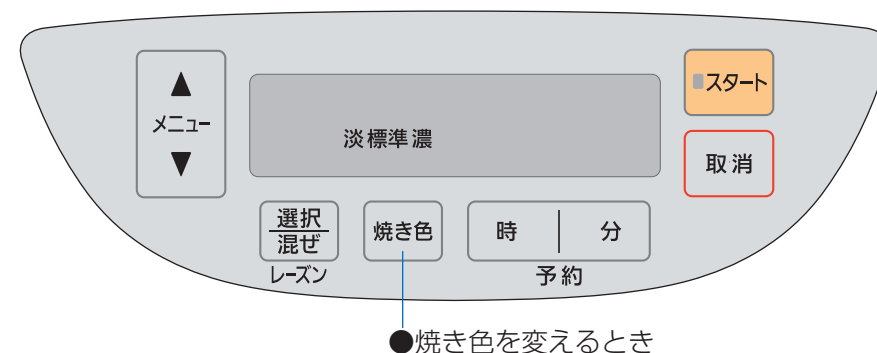 ▲
メニュー
▼
淡標準濃
スタート
取消
選択
混ぜ
レーズン
焼き色
時 分
予約
●焼き色を変えるとき